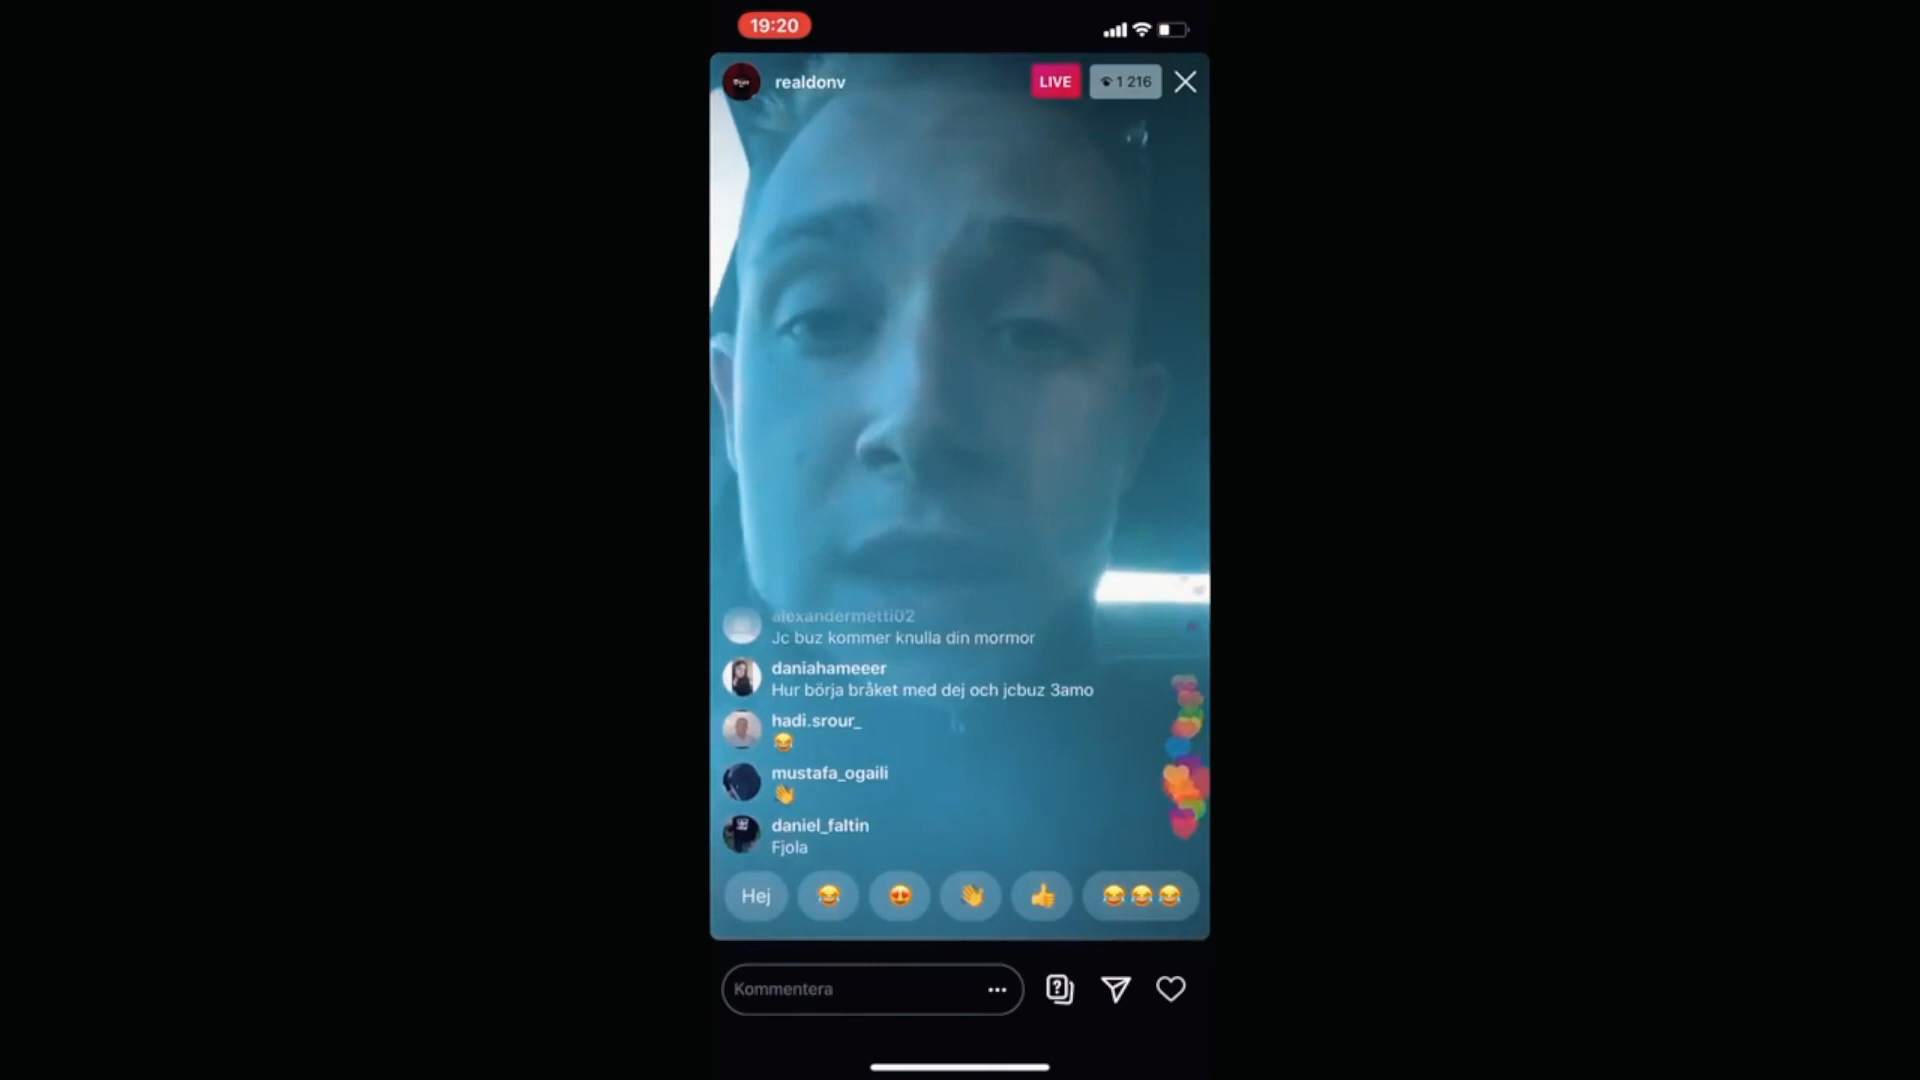 19:20
realdonv
LIVE
1 216
alexandermetti02
Jc buz kommer knulla din mormor
daniahameeer
Hur börja bråket med dej och jcbuz 3amo
hadi.srour_
😂
mustafa_ogaili
👋
daniel_faltin
Fjola
Hej 😂 😍 👋 👍 😂😂😂
Kommentera